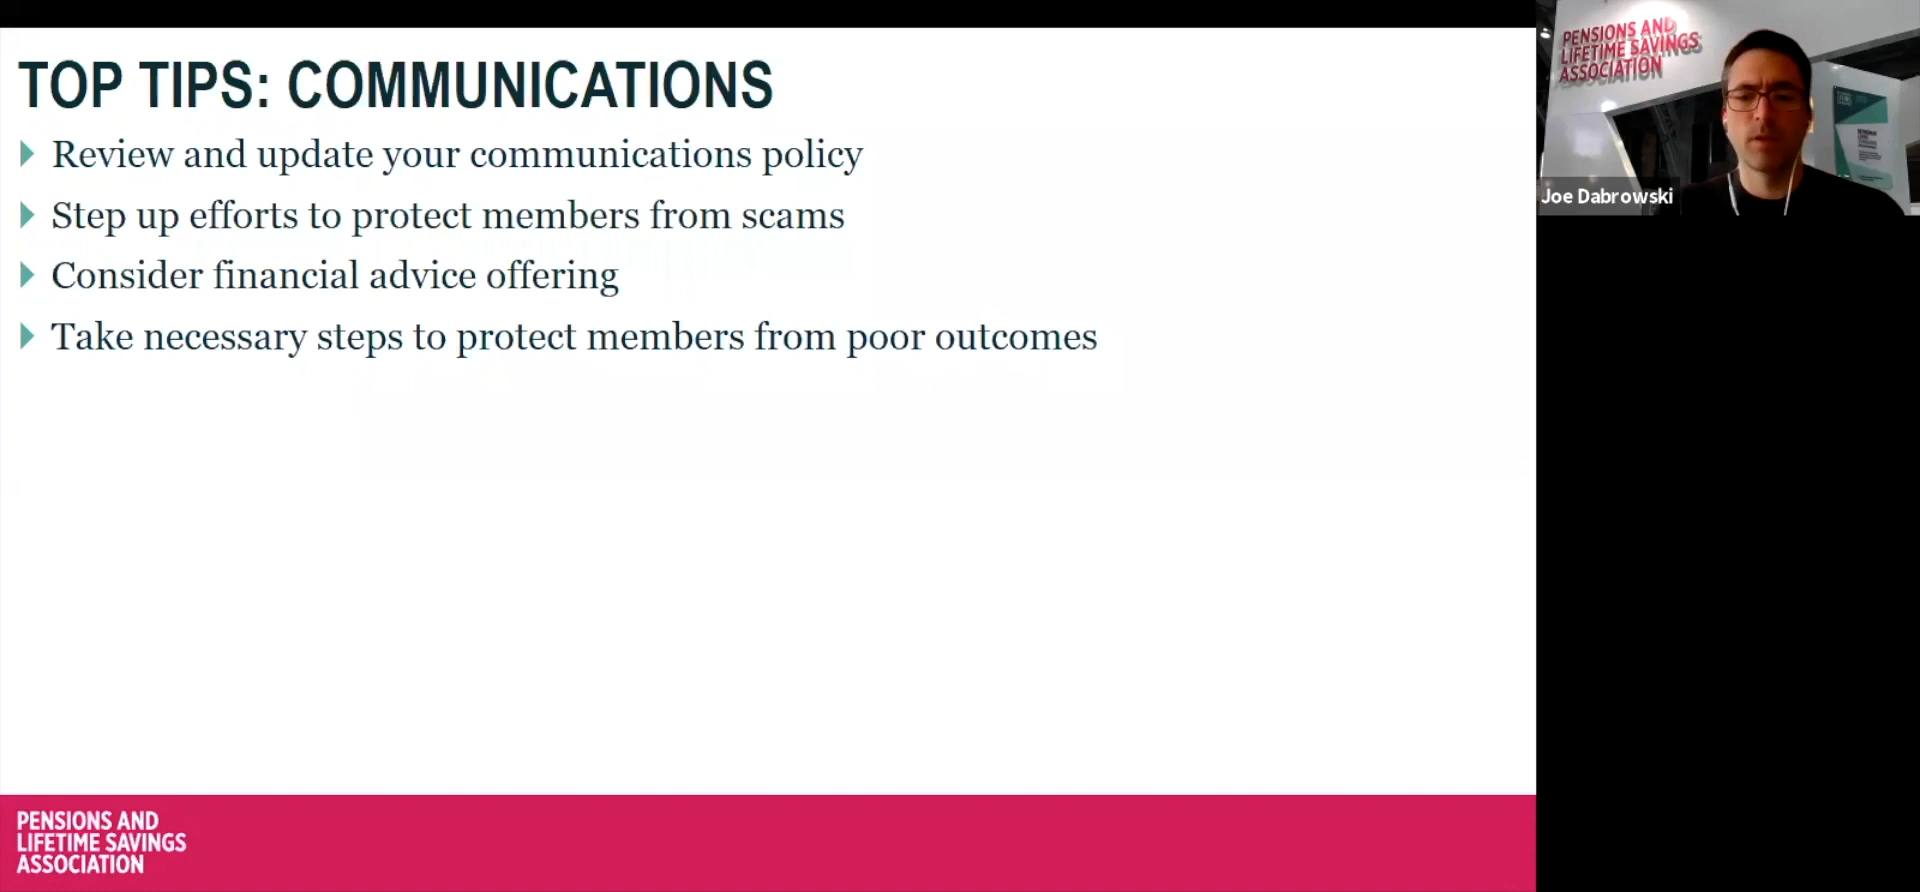 TOP TIPS: COMMUNICATIONS
Review and update your communications policy
Step up efforts to protect members from scams
Consider financial advice offering
Take necessary steps to protect members from poor outcomes
PENSIONS AND
LIFETIME SAVINGS
ASSOCIATION
PENSIONS AND
LIFETIME SAVINGS
ASSOCIATION
Joe Dabrowski